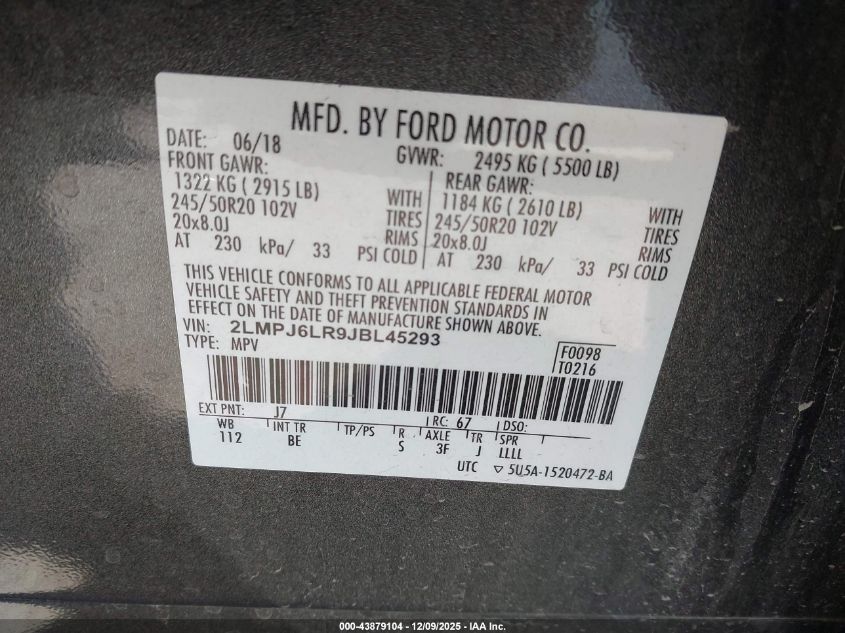 MFD. BY FORD MOTOR CO.
DATE: 06/18 GVWR: 2495 KG ( 5500 LB)
FRONT GAWR: REAR GAWR:
1322 KG ( 2915 LB) WITH 1184 KG ( 2610 LB) WITH
245/50R20 102V TIRES 245/50R20 102V TIRES
20x8.0J RIMS 20x8.0J RIMS
AT 230 kPa/ 33 PSI COLD AT 230 kPa/ 33 PSI COLD
THIS VEHICLE CONFORMS TO ALL APPLICABLE FEDERAL MOTOR
VEHICLE SAFETY AND THEFT PREVENTION STANDARDS IN
EFFECT ON THE DATE OF MANUFACTURE SHOWN ABOVE.
VIN: 2LMPJ6LR9JBL45293
TYPE: MPV
F0098
T0216
EXT PNT: J7 RC: 67 DSO:
WB INT TR TP/PS R AXLE TR SPR
112 BE S 3F J LLLL
UTC ▽ 5U5A-1520472-BA
000-43879104 - 12/09/2025 - IAA Inc.